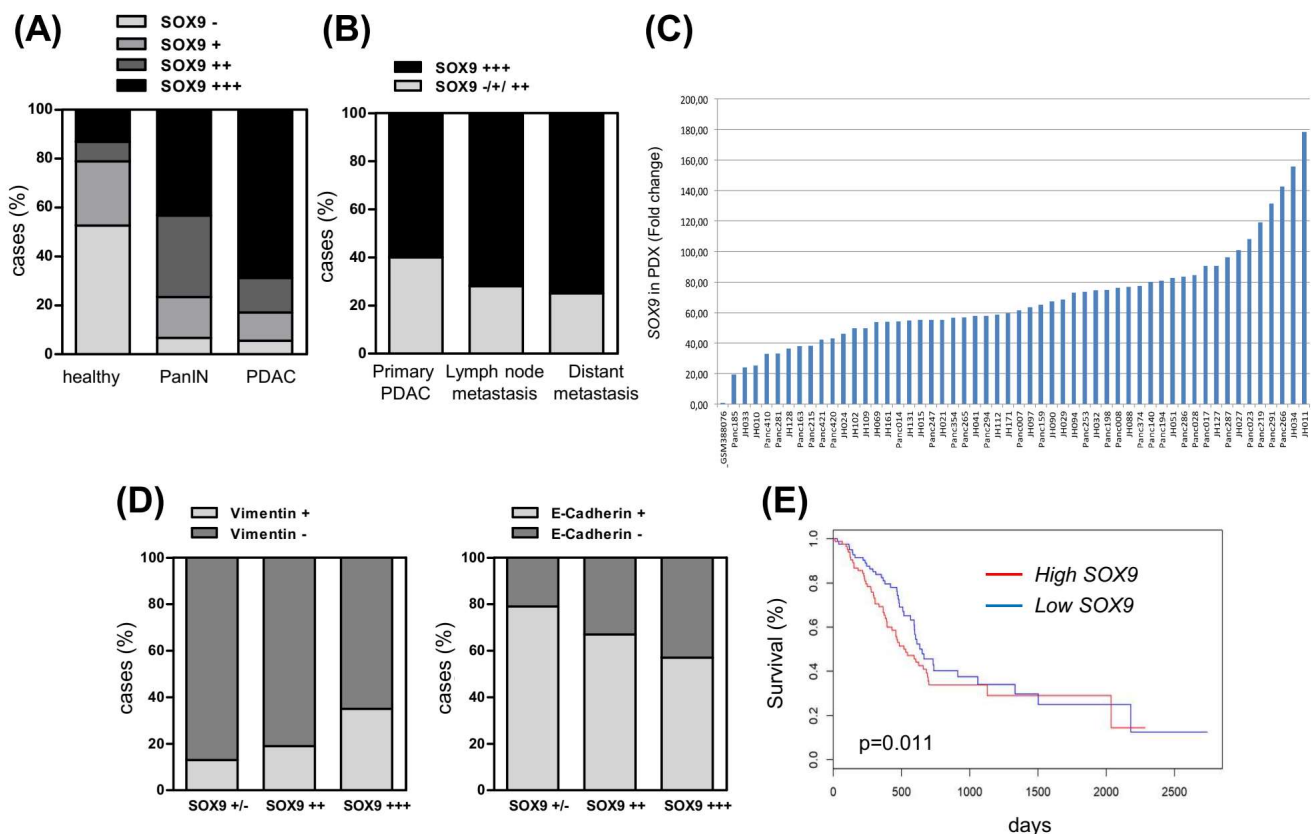 (A)
SOX9 -
SOX9 +
SOX9 ++
SOX9 +++
cases (%)
100
80
60
40
20
0
healthy PanIN PDAC
(B)
SOX9 +++
SOX9 -/+/ ++
cases (%)
100
80
60
40
20
0
Primary PDAC
Lymph node metastasis
Distant metastasis
(C)
SOX9 in PDX (Fold change)
200,00
180,00
160,00
140,00
120,00
100,00
80,00
60,00
40,00
20,00
0,00
_GSM388076
Panc185
JH033
JH010
Panc410
Panc281
JH128
Panc163
Panc215
Panc421
Panc420
JH024
JH102
JH109
JH069
JH161
Panc014
JH131
JH015
Panc247
JH021
Panc354
Panc265
JH041
Panc294
JH112
JH171
Panc007
Panc097
Panc159
JH090
JH029
JH094
Panc253
JH032
Panc198
Panc008
JH088
Panc374
Panc140
Panc194
JH051
Panc286
Panc028
Panc017
JH127
Panc287
Panc027
Panc023
Panc219
Panc291
Panc266
JH034
JH011
(D)
Vimentin +
Vimentin -
cases (%)
100
80
60
40
20
0
SOX9 +/- SOX9 ++ SOX9 +++
E-Cadherin +
E-Cadherin -
cases (%)
100
80
60
40
20
0
SOX9 +/- SOX9 ++ SOX9 +++
(E)
High SOX9
Low SOX9
Survival (%)
1.0
0.8
0.6
0.4
0.2
0.0
p=0.011
0 500 1000 1500 2000 2500
days